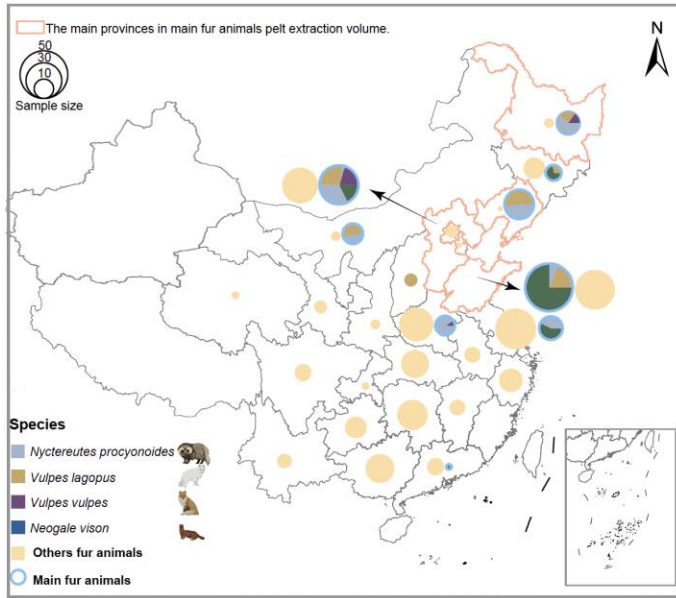 The main provinces in main fur animals pelt extraction volume.
N
50
30
10
Sample size
Species
Nyctereutes procyonoides
Vulpes lagopus
Vulpes vulpes
Neogale vison
Others fur animals
Main fur animals